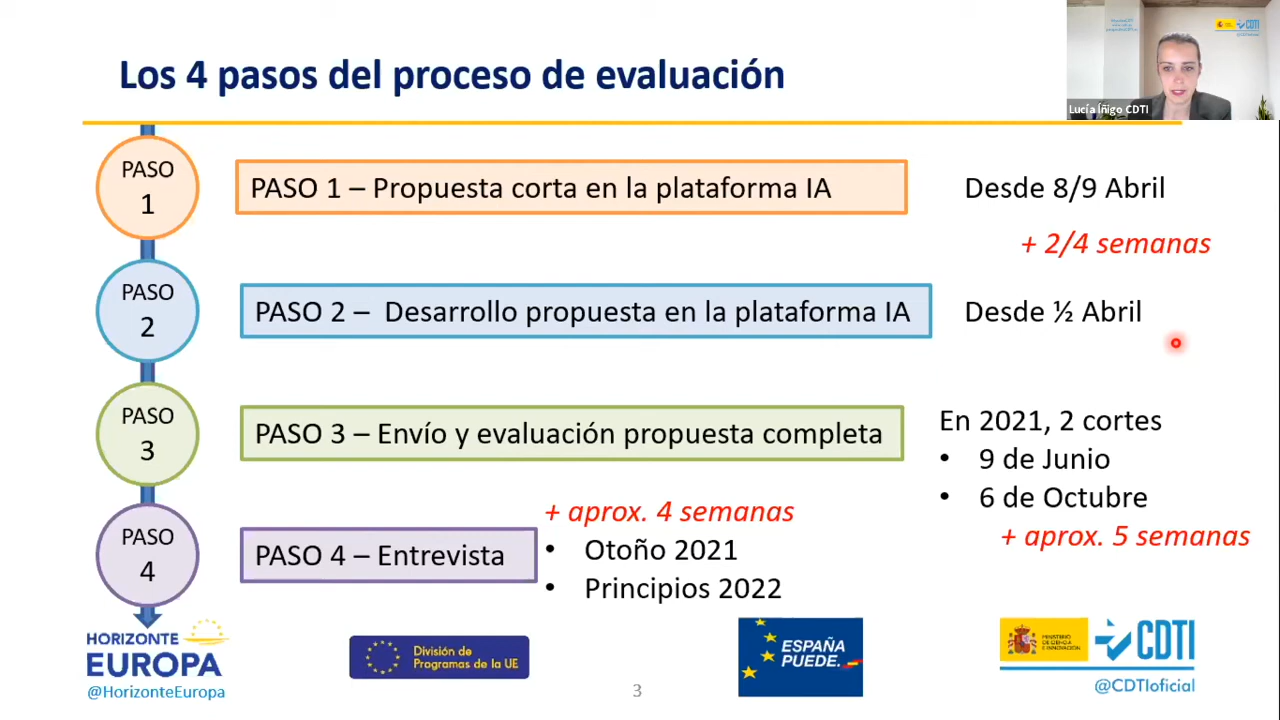 Los 4 pasos del proceso de evaluación
CDTI
Lucía Íñigo CDTI
PASO
1
PASO 1 – Propuesta corta en la plataforma IA
Desde 8/9 Abril
+ 2/4 semanas
PASO
2
PASO 2 – Desarrollo propuesta en la plataforma IA
Desde ½ Abril
PASO
3
PASO 3 – Envío y evaluación propuesta completa
En 2021, 2 cortes
• 9 de Junio
• 6 de Octubre
+ aprox. 5 semanas
PASO
4
PASO 4 – Entrevista
+ aprox. 4 semanas
• Otoño 2021
• Principios 2022
HORIZONTE
EUROPA
@HorizonteEuropa
División de
Programas de la UE
3
ESPAÑA
PUEDE.
MINISTERIO
DE CIENCIA
E INNOVACIÓN
CDTI
@CDTIoficial